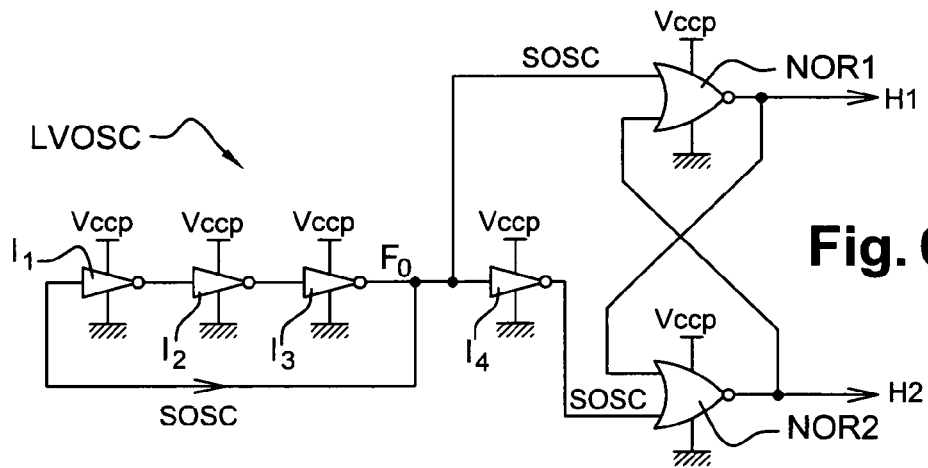 Vccp
SOSC
NOR1
H1
LVOSC
Vccp
Vccp
Vccp
Vccp
I1
F0
Fig.
I2
I3
I4
Vccp
SOSC
SOSC
H2
NOR2